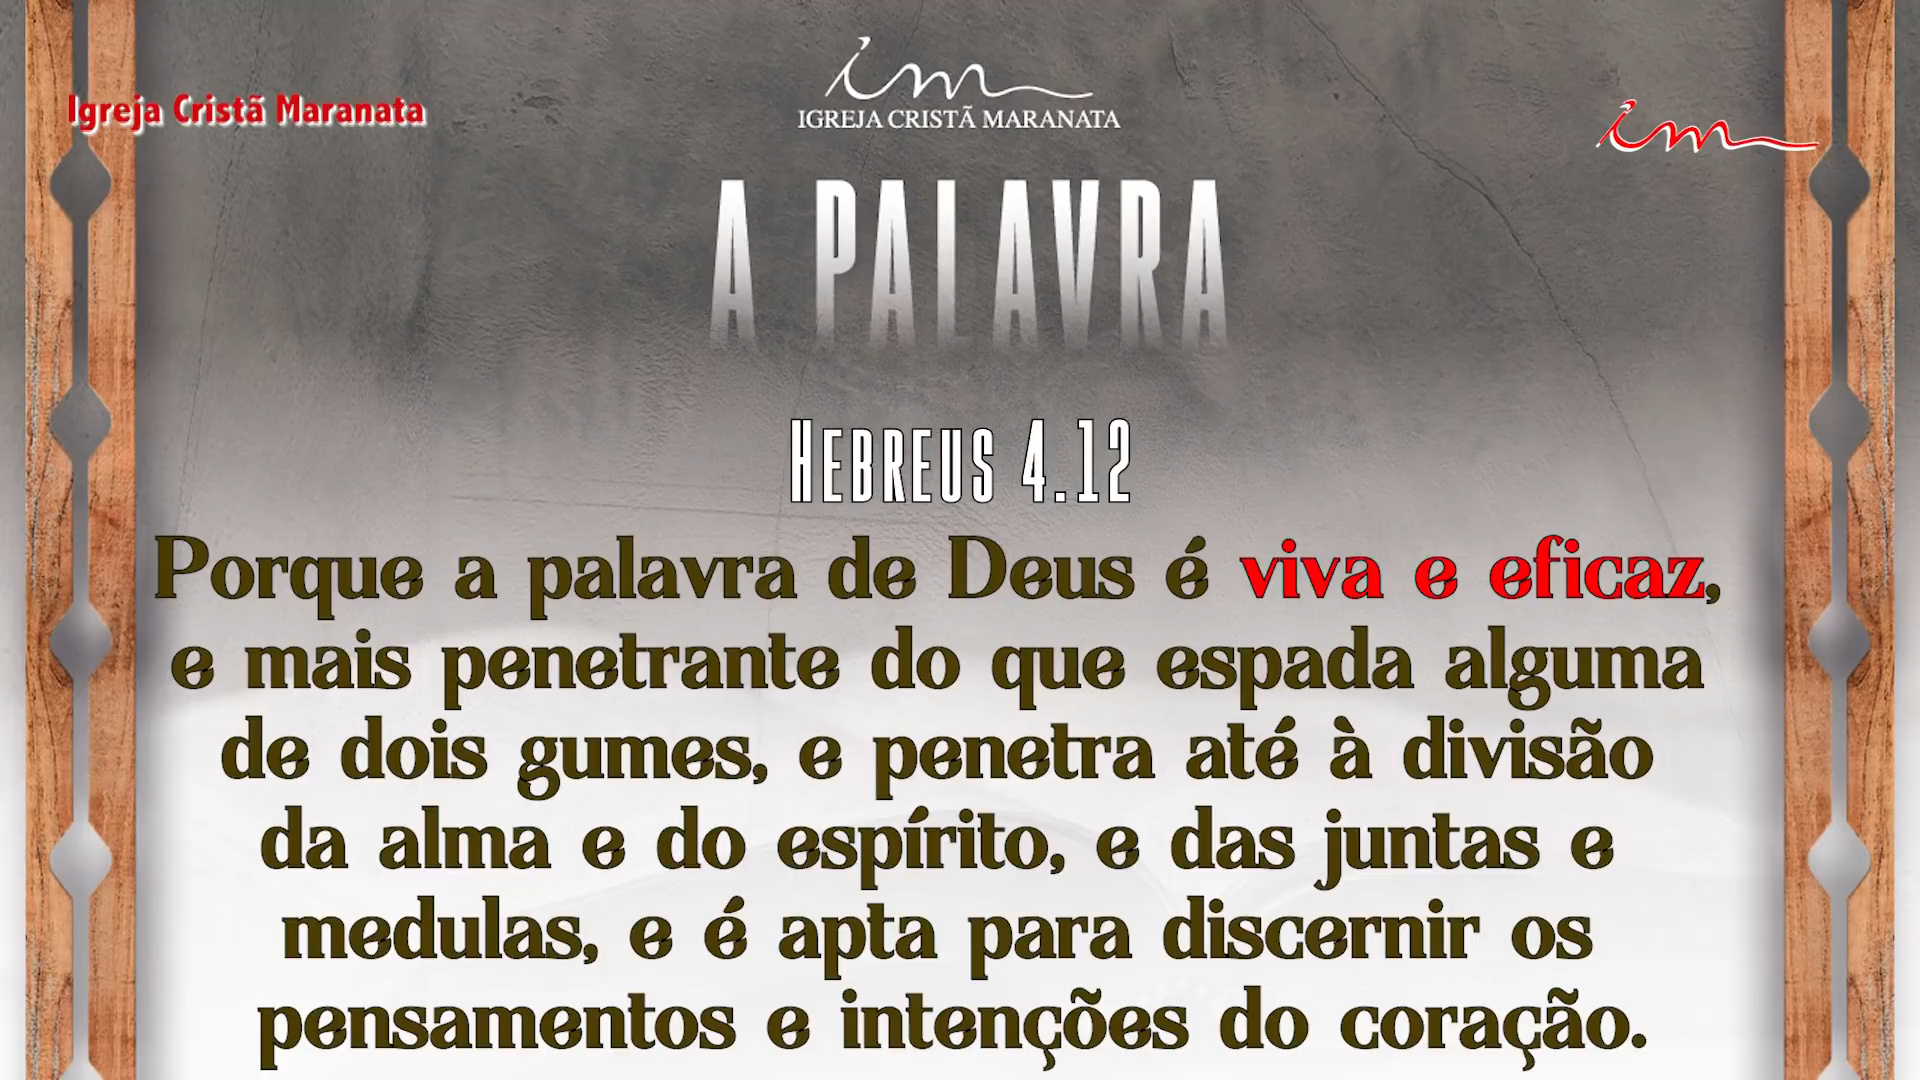 Igreja Cristã Maranata
im
IGREJA CRISTÃ MARANATA
im
A PALAVRA
HEBREUS 4.12
Porque a palavra de Deus é viva e eficaz,
e mais penetrante do que espada alguma
de dois gumes, e penetra até à divisão
da alma e do espírito, e das juntas e
medulas, e é apta para discernir os
pensamentos e intenções do coração.